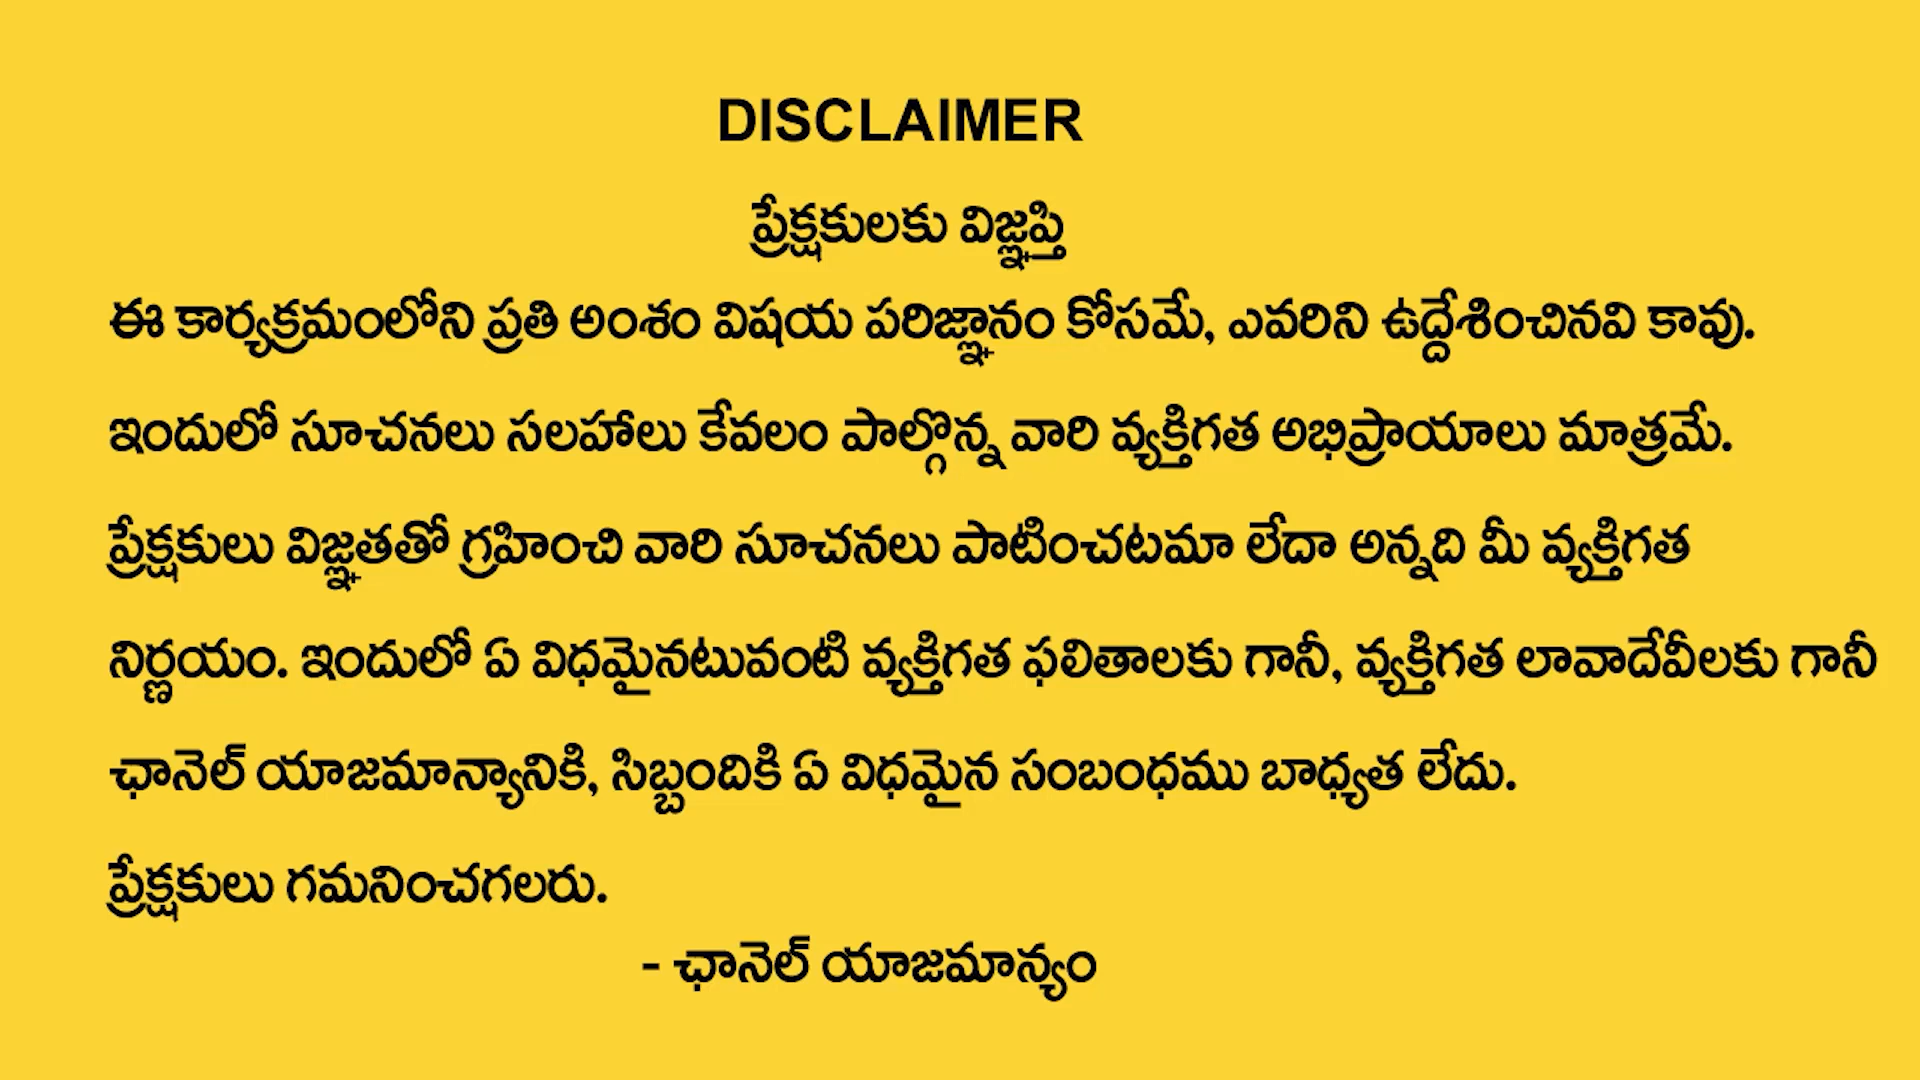 DISCLAIMER
ప్రేక్షకులకు విజ్ఞప్తి
ఈ కార్యక్రమంలోని ప్రతి అంశం విషయ పరిజ్ఞానం కోసమే, ఎవరిని ఉద్దేశించినవి కావు.
ఇందులో సూచనలు సలహాలు కేవలం పాల్గొన్న వారి వ్యక్తిగత అభిప్రాయాలు మాత్రమే.
ప్రేక్షకులు విజ్ఞతతో గ్రహించి వారి సూచనలు పాటించటమా లేదా అన్నది మీ వ్యక్తిగత
నిర్ణయం. ఇందులో ఏ విధమైనటువంటి వ్యక్తిగత ఫలితాలకు గానీ, వ్యక్తిగత లావాదేవీలకు గానీ
ఛానెల్ యాజమాన్యానికి, సిబ్బందికి ఏ విధమైన సంబంధము బాధ్యత లేదు.
ప్రేక్షకులు గమనించగలరు.
- ఛానెల్ యాజమాన్యం